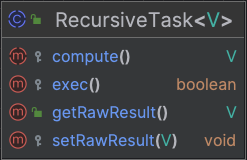 RecursiveTask<V>
compute() V
exec() boolean
getRawResult() V
setRawResult(V) void